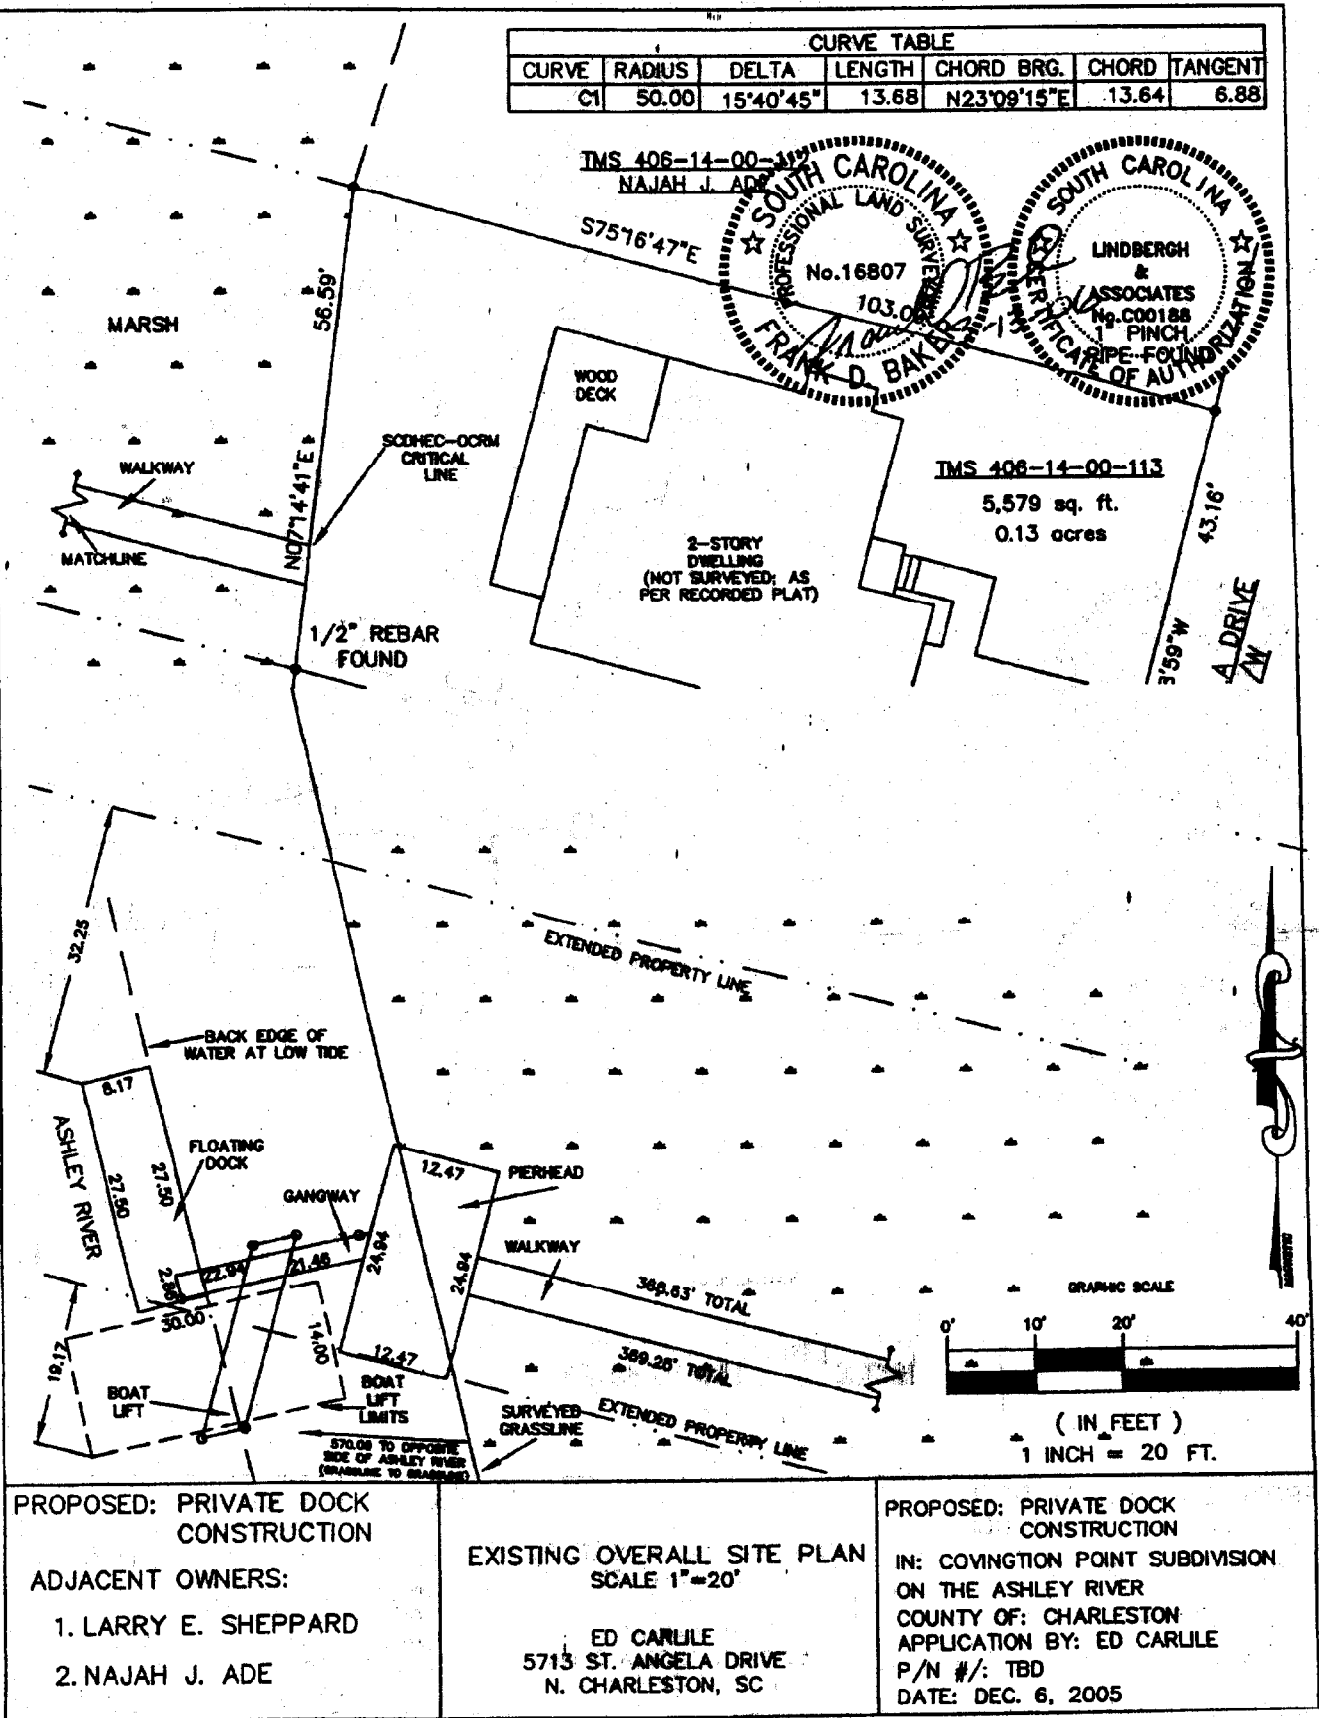 CURVE TABLE
CURVE RADIUS DELTA LENGTH CHORD BRG. CHORD TANGENT
C1 50.00 15°40'45" 13.68 N23°09'15"E 13.64 6.88
TMS 406-14-00-112
NAJAH J. ADE
S75°16'47"E
103.0
SOUTH CAROLINA
PROFESSIONAL LAND SURVEYOR
No.16807
FRANK D. BAKER
SOUTH CAROLINA
LINDBERGH
&
ASSOCIATES
No.C00188
CERTIFICATE OF AUTHORIZATION
1" PINCH
PIPE FOUND
56.59'
MARSH
WOOD
DECK
SCDHEC-OCRM
CRITICAL
LINE
WALKWAY
MATCHLINE
N07°14'41"E
TMS 406-14-00-113
5,579 sq. ft.
0.13 acres
43.16'
2-STORY
DWELLING
(NOT SURVEYED; AS
PER RECORDED PLAT)
1/2" REBAR
FOUND
3'59"W
A DRIVE
/W
32.25
EXTENDED PROPERTY LINE
BACK EDGE OF
WATER AT LOW TIDE
8.17
ASHLEY RIVER
FLOATING
DOCK
27.50
27.50
GANGWAY
12.47
PIERHEAD
WALKWAY
24.94
24.94
22.94
21.46
30.00
14.00
19.17
12.47
368.63' TOTAL
369.26' TOTAL
BOAT
LIFT
BOAT
LIFT
LIMITS
SURVEYED
GRASSLINE
EXTENDED PROPERTY LINE
570.08 TO OPPOSITE
SIDE OF ASHLEY RIVER
(GRASSLINE TO GRASSLINE)
GRAPHIC SCALE
0' 10' 20' 40'
( IN FEET )
1 INCH = 20 FT.
PROPOSED: PRIVATE DOCK
CONSTRUCTION
ADJACENT OWNERS:
1. LARRY E. SHEPPARD
2. NAJAH J. ADE
EXISTING OVERALL SITE PLAN
SCALE 1"=20'
ED CARLILE
5713 ST. ANGELA DRIVE
N. CHARLESTON, SC
PROPOSED: PRIVATE DOCK
CONSTRUCTION
IN: COVINGTION POINT SUBDIVISION
ON THE ASHLEY RIVER
COUNTY OF: CHARLESTON
APPLICATION BY: ED CARLILE
P/N #/: TBD
DATE: DEC. 6, 2005